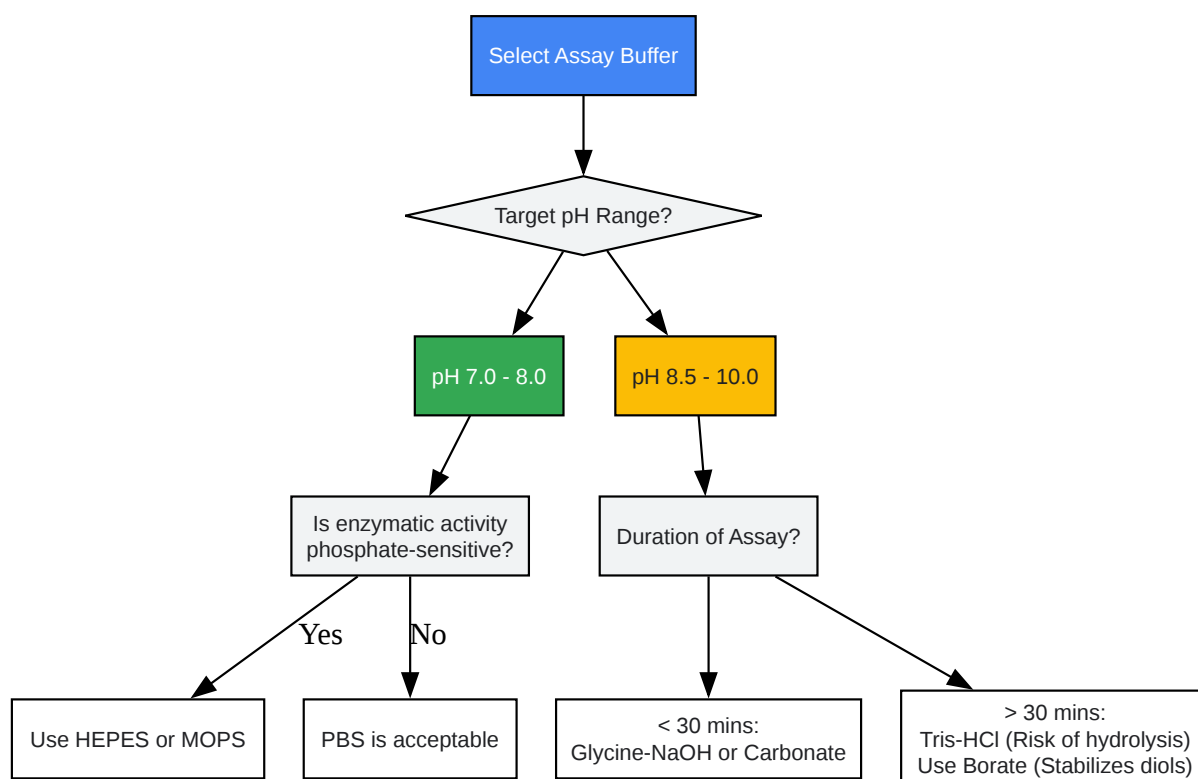 Select Assay Buffer
Target pH Range?
pH 7.0 - 8.0
pH 8.5 - 10.0
Is enzymatic activity
phosphate-sensitive?
Duration of Assay?
Yes
No
Use HEPES or MOPS
PBS is acceptable
< 30 mins:
Glycine-NaOH or Carbonate
> 30 mins:
Tris-HCl (Risk of hydrolysis)
Use Borate (Stabilizes diols)